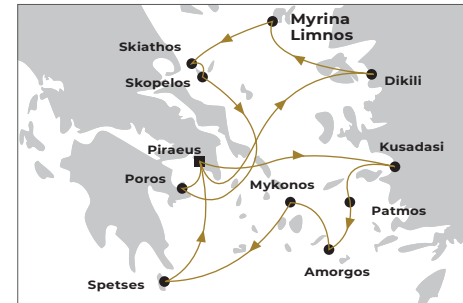 Myrina
Limnos
Skiathos
Skopelos
Dikili
Piraeus
Kusadasi
Poros
Mykonos
Patmos
Amorgos
Spetses